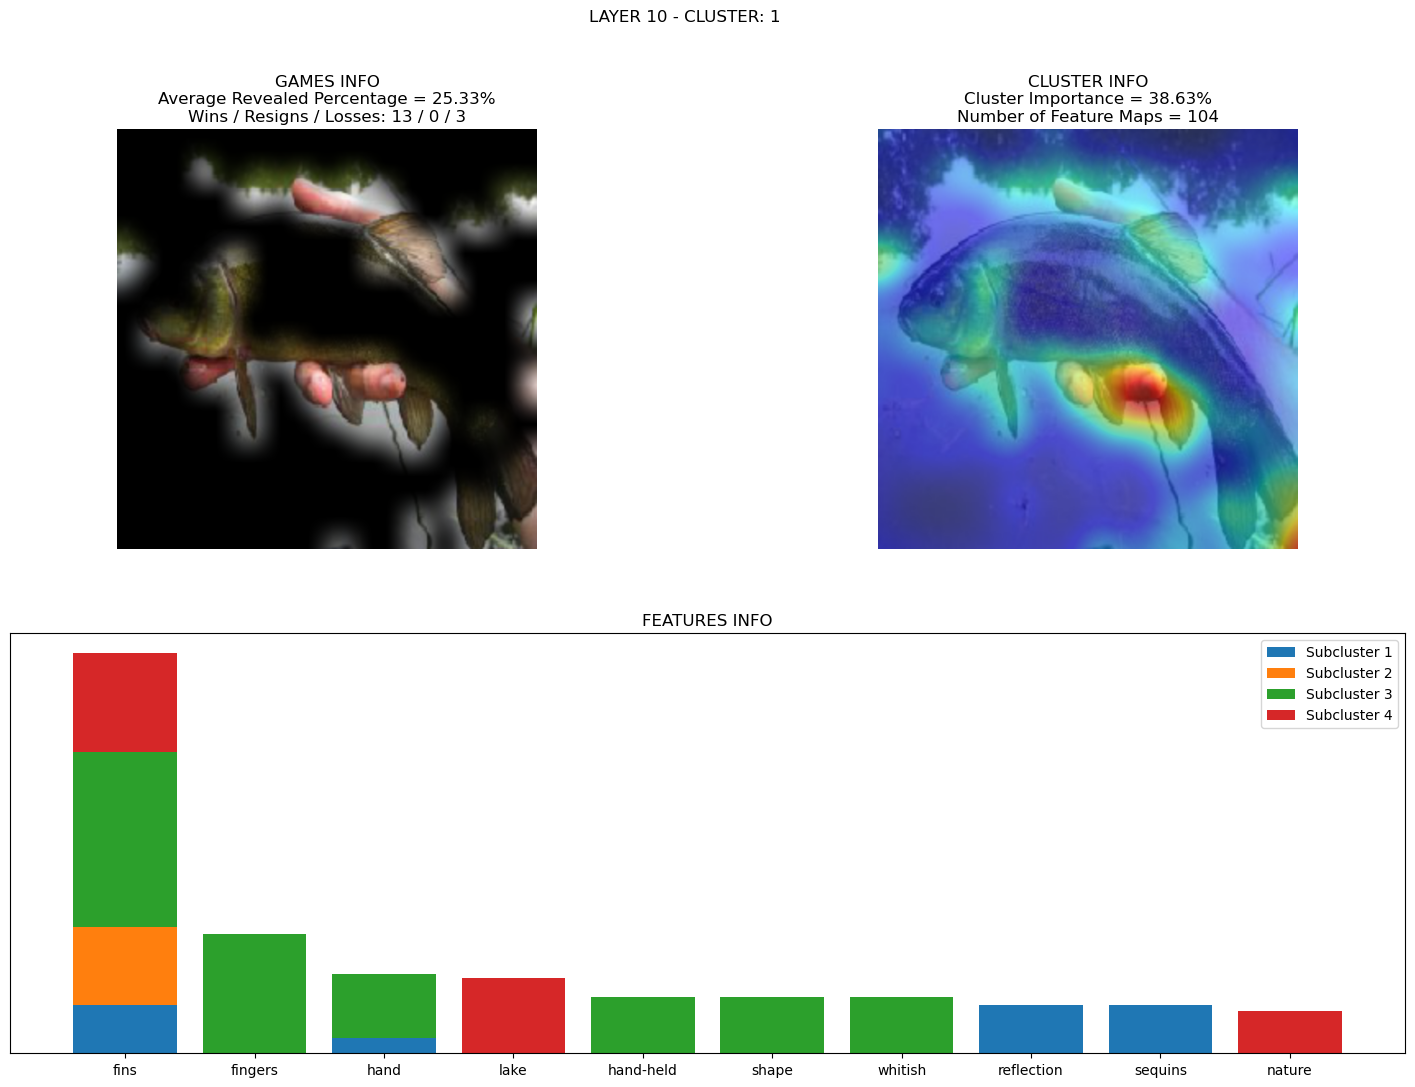 LAYER 10 - CLUSTER: 1
GAMES INFO
Average Revealed Percentage = 25.33%
Wins / Resigns / Losses: 13 / 0 / 3
CLUSTER INFO
Cluster Importance = 38.63%
Number of Feature Maps = 104
FEATURES INFO
Subcluster 1
Subcluster 2
Subcluster 3
Subcluster 4
fins fingers hand lake hand-held shape whitish reflection sequins nature